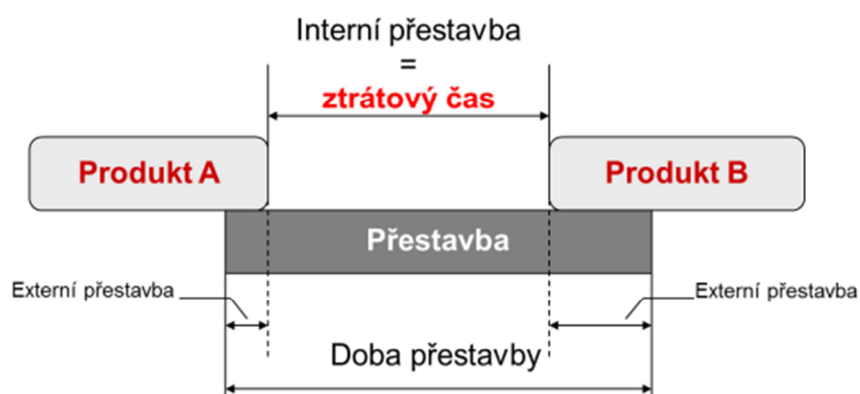 Interní přestavba
=
ztrátový čas
Produkt A
Produkt B
Přestavba
Externí přestavba
Externí přestavba
Doba přestavby